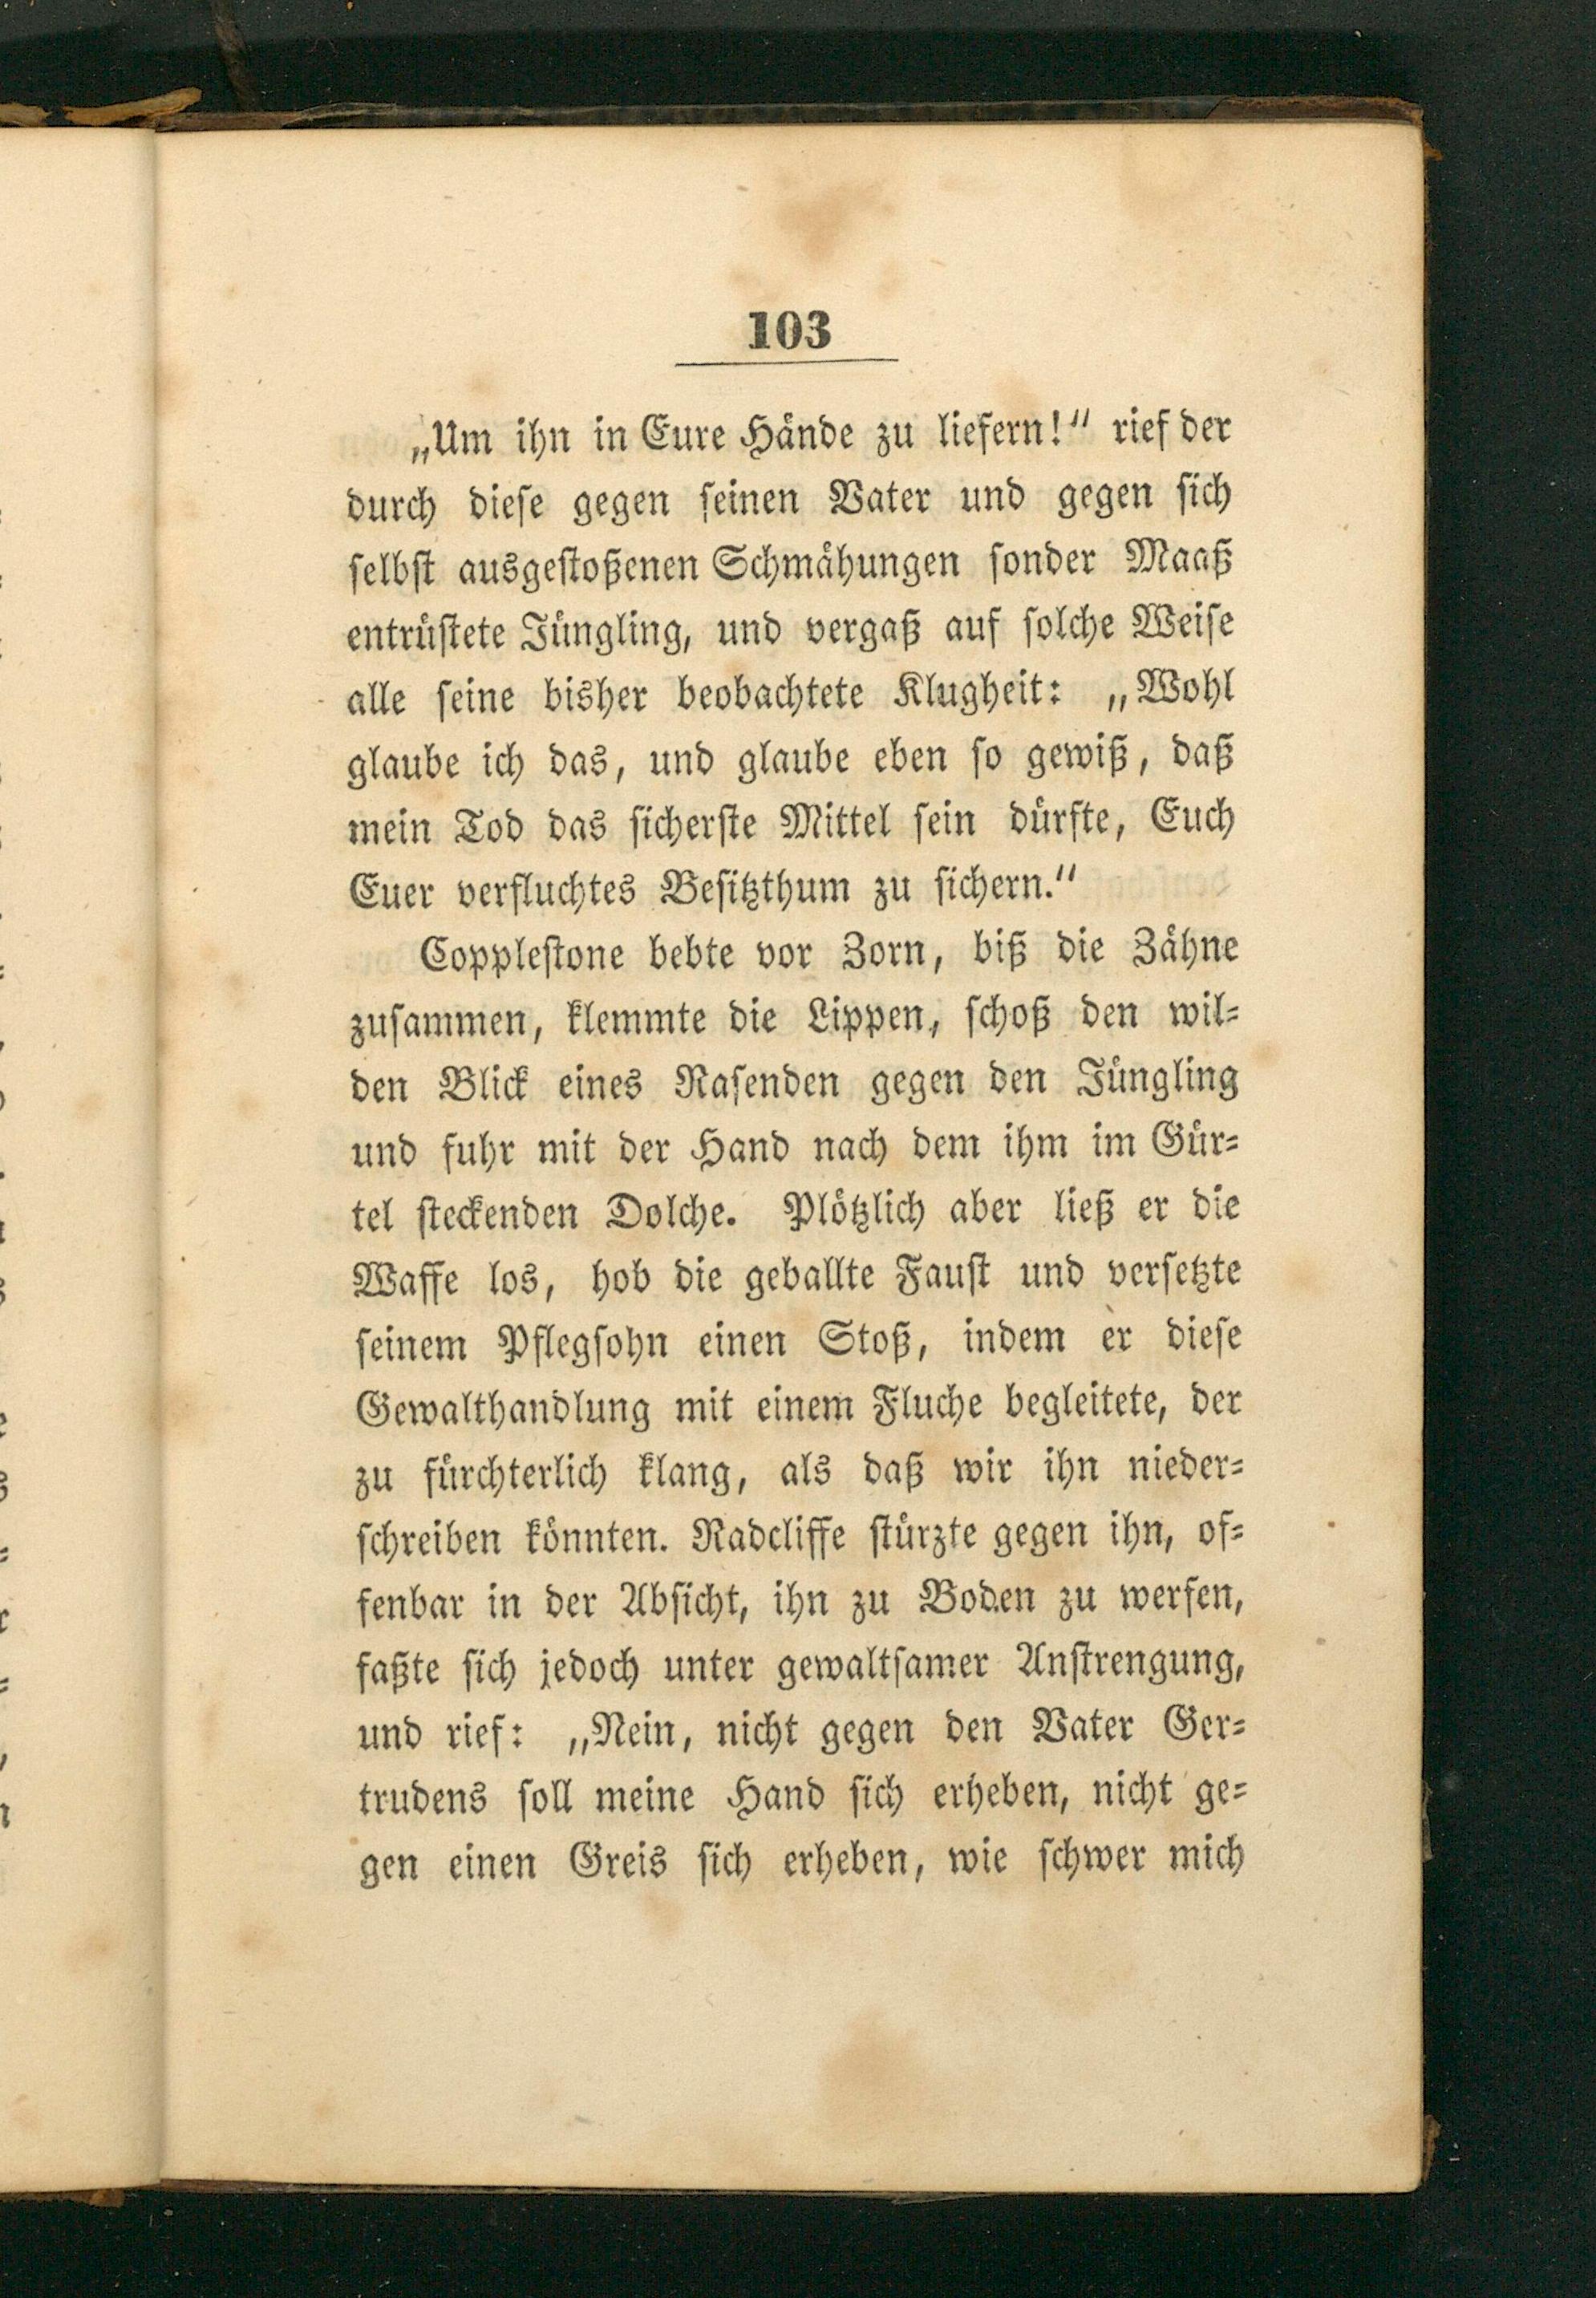 103
„Um ihn in Eure Hände zu liefern!“ rief der
durch diese gegen seinen Vater und gegen sich
selbst ausgestoßenen Schmähungen sonder Maaß
entrüstete Jüngling, und vergaß auf solche Weise
alle seine bisher beobachtete Klugheit: „Wohl
glaube ich das, und glaube eben so gewiß, daß
mein Tod das sicherste Mittel sein dürfte, Euch
Euer verfluchtes Besitzthum zu sichern.“
Copplestone bebte vor Zorn, biß die Zähne
zusammen, klemmte die Lippen, schoß den wil=
den Blick eines Rasenden gegen den Jüngling
und fuhr mit der Hand nach dem ihm im Gür=
tel steckenden Dolche. Plötzlich aber ließ er die
Waffe los, hob die geballte Faust und versetzte
seinem Pflegsohn einen Stoß, indem er diese
Gewalthandlung mit einem Fluche begleitete, der
zu fürchterlich klang, als daß wir ihn nieder=
schreiben könnten. Radcliffe stürzte gegen ihn, of=
fenbar in der Absicht, ihn zu Boden zu werfen,
faßte sich jedoch unter gewaltsamer Anstrengung,
und rief: „Nein, nicht gegen den Vater Ger=
trudens soll meine Hand sich erheben, nicht ge=
gen einen Greis sich erheben, wie schwer mich